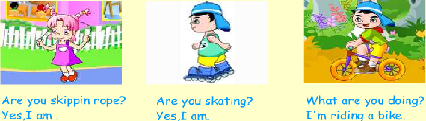 Are you skippin rope?
Yes,I am
Are you skating?
Yes,I am.
What are you doing?
I'm riding a bike